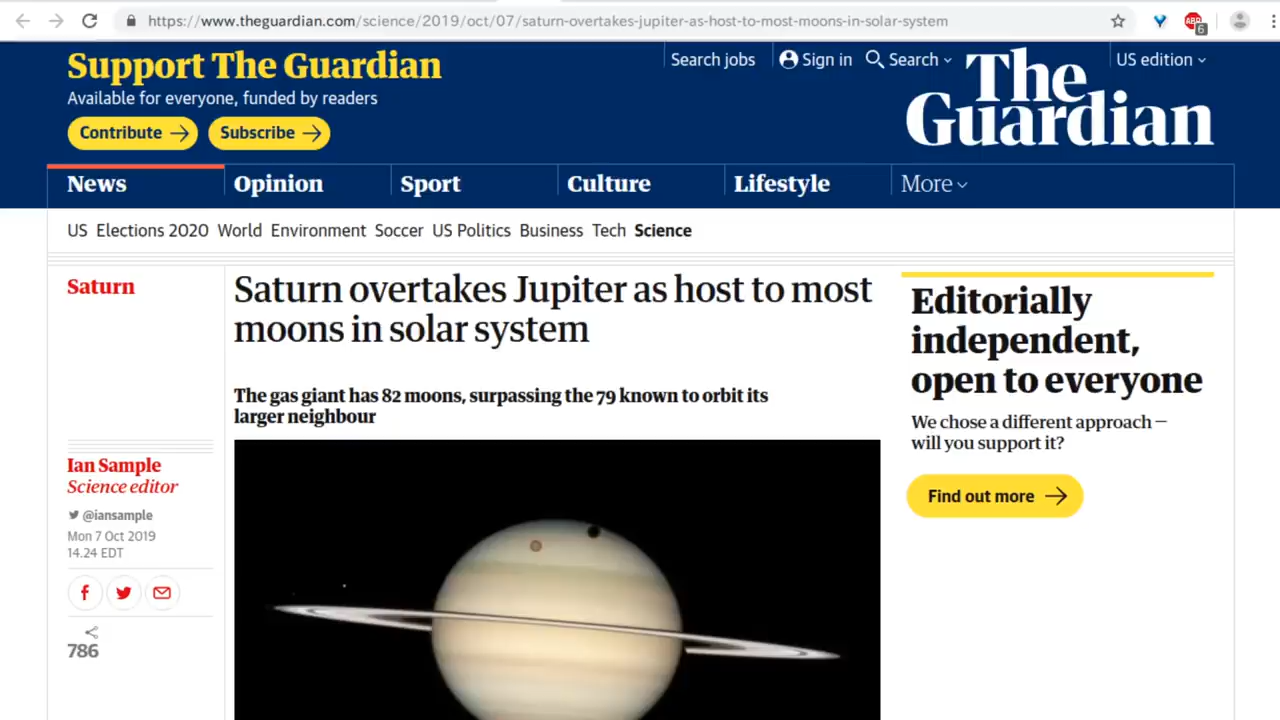 https://www.theguardian.com/science/2019/oct/07/saturn-overtakes-jupiter-as-host-to-most-moons-in-solar-system
ABP
6
Support The Guardian
Available for everyone, funded by readers
Contribute
Subscribe
Search jobs
Sign in
Search
US edition
The
Guardian
News
Opinion
Sport
Culture
Lifestyle
More
US Elections 2020 World Environment Soccer US Politics Business Tech Science
Saturn
Saturn overtakes Jupiter as host to most
moons in solar system
The gas giant has 82 moons, surpassing the 79 known to orbit its
larger neighbour
Ian Sample
Science editor
@iansample
Mon 7 Oct 2019
14.24 EDT
786
Editorially
independent,
open to everyone
We chose a different approach —
will you support it?
Find out more